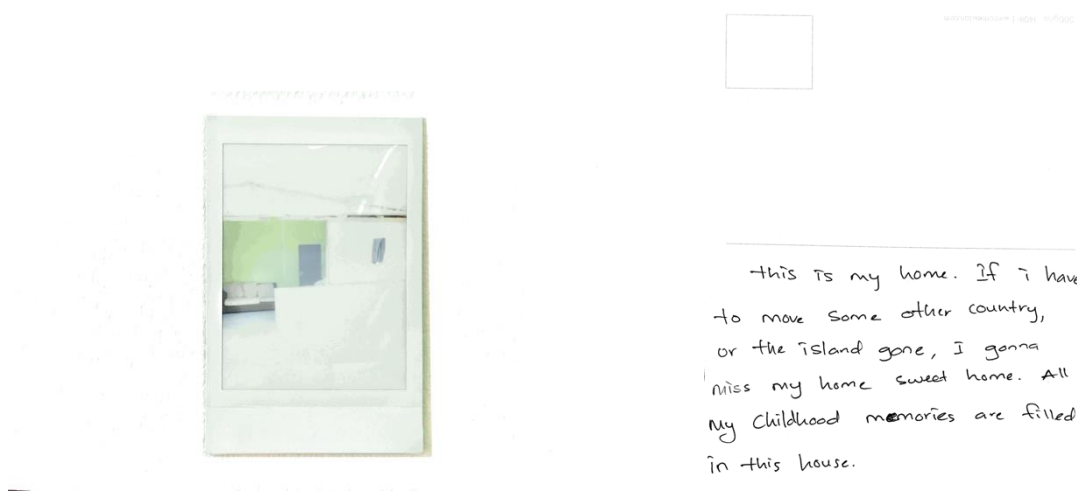 this is my home. If i have
to move some other country,
or the island gone, I gonna
miss my home sweet home. All
My Childhood memories are filled
in this house.